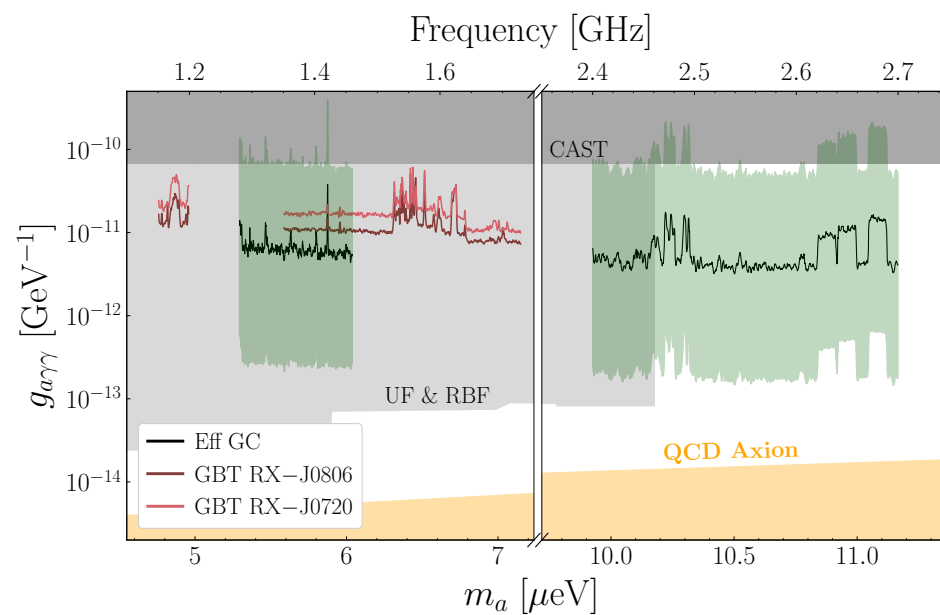 Frequency [GHz]
1.2 1.4 1.6 2.4 2.5 2.6 2.7
10⁻¹⁰
CAST
10⁻¹¹
10⁻¹²
10⁻¹³
10⁻¹⁴
g_{aγγ} [GeV⁻¹]
UF & RBF
Eff GC
GBT RX−J0806
GBT RX−J0720
QCD Axion
5 6 7 10.0 10.5 11.0
m_a [μeV]